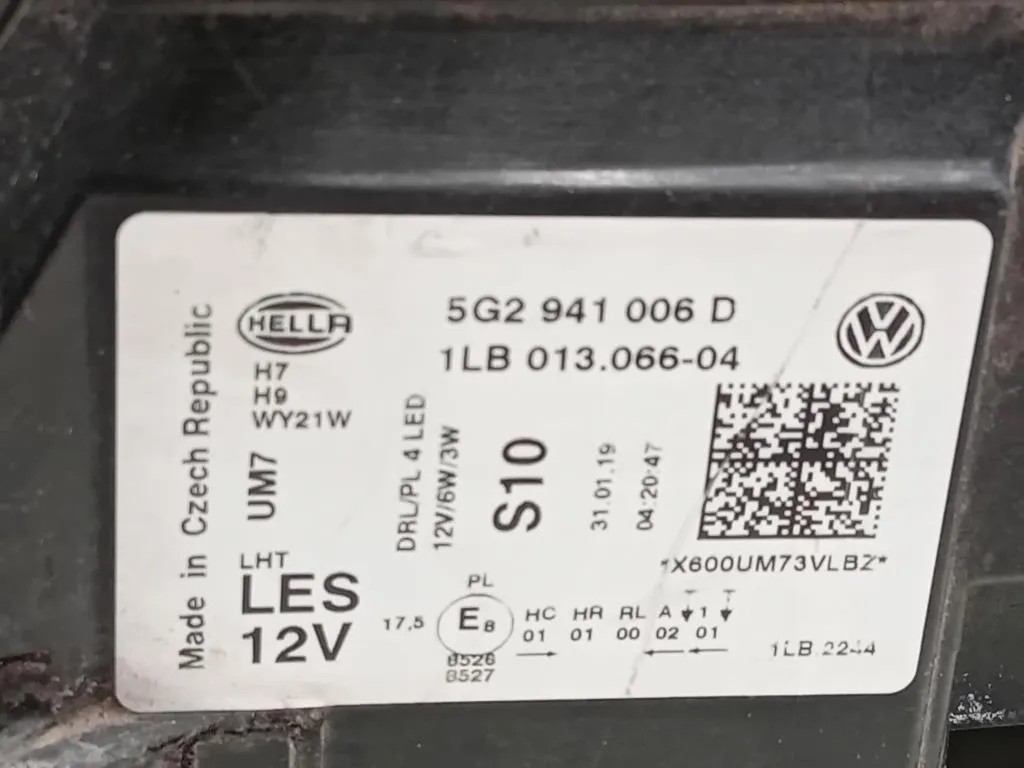 Made in Czech Republic
HELLA
5G2 941 006 D
1LB 013.066-04
H7
H9
WY21W
UM7
DRL/PL 4 LED
12V/6W/3W
S10
31.01.19
04:20:47
*X600UM73VLBZ*
LHT
LES
12V
PL
17,5
E8
8526
8527
HC HR RL A 1
01 01 00 02 01
1LB.2244